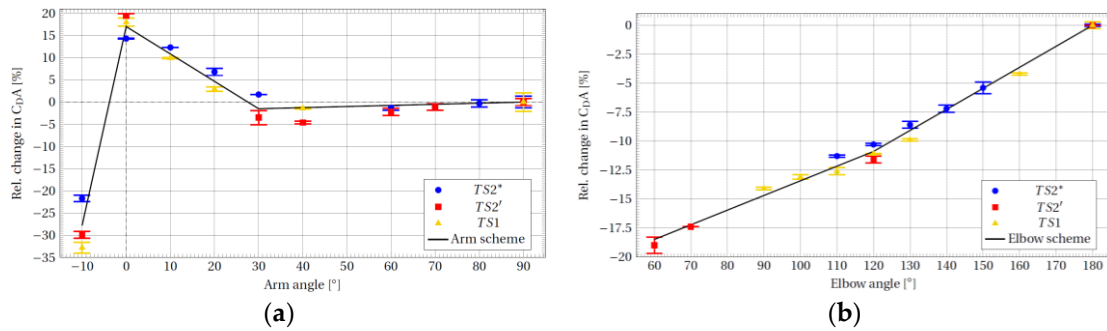 Rel. change in C_DA [%]
20
15
10
5
0
−5
−10
−15
−20
−25
−30
−35
TS2*
TS2′
TS1
Arm scheme
−10 0 10 20 30 40 50 60 70 80 90
Arm angle [°]
(a)
Rel. change in C_DA [%]
0
−2.5
−5
−7.5
−10
−12.5
−15
−17.5
−20
TS2*
TS2′
TS1
Elbow scheme
60 70 80 90 100 110 120 130 140 150 160 170 180
Elbow angle [°]
(b)